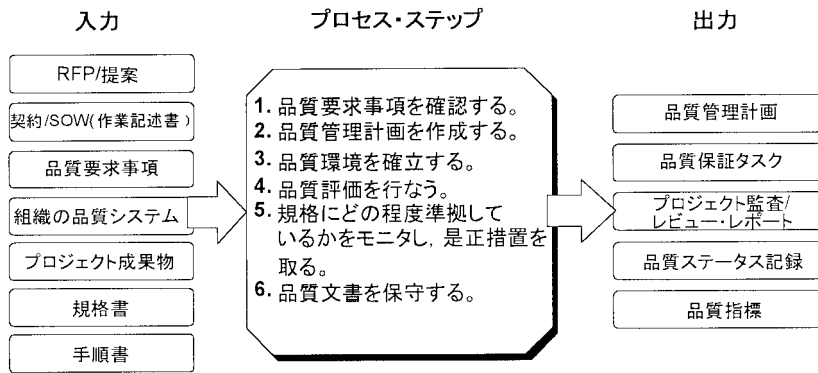 入力
プロセス・ステップ
出力
RFP/提案
契約/SOW(作業記述書)
品質要求事項
組織の品質システム
プロジェクト成果物
規格書
手順書
1. 品質要求事項を確認する。
2. 品質管理計画を作成する。
3. 品質環境を確立する。
4. 品質評価を行なう。
5. 規格にどの程度準拠して
いるかをモニタし, 是正措置を
取る。
6. 品質文書を保守する。
品質管理計画
品質保証タスク
プロジェクト監査/
レビュー・レポート
品質ステータス記録
品質指標